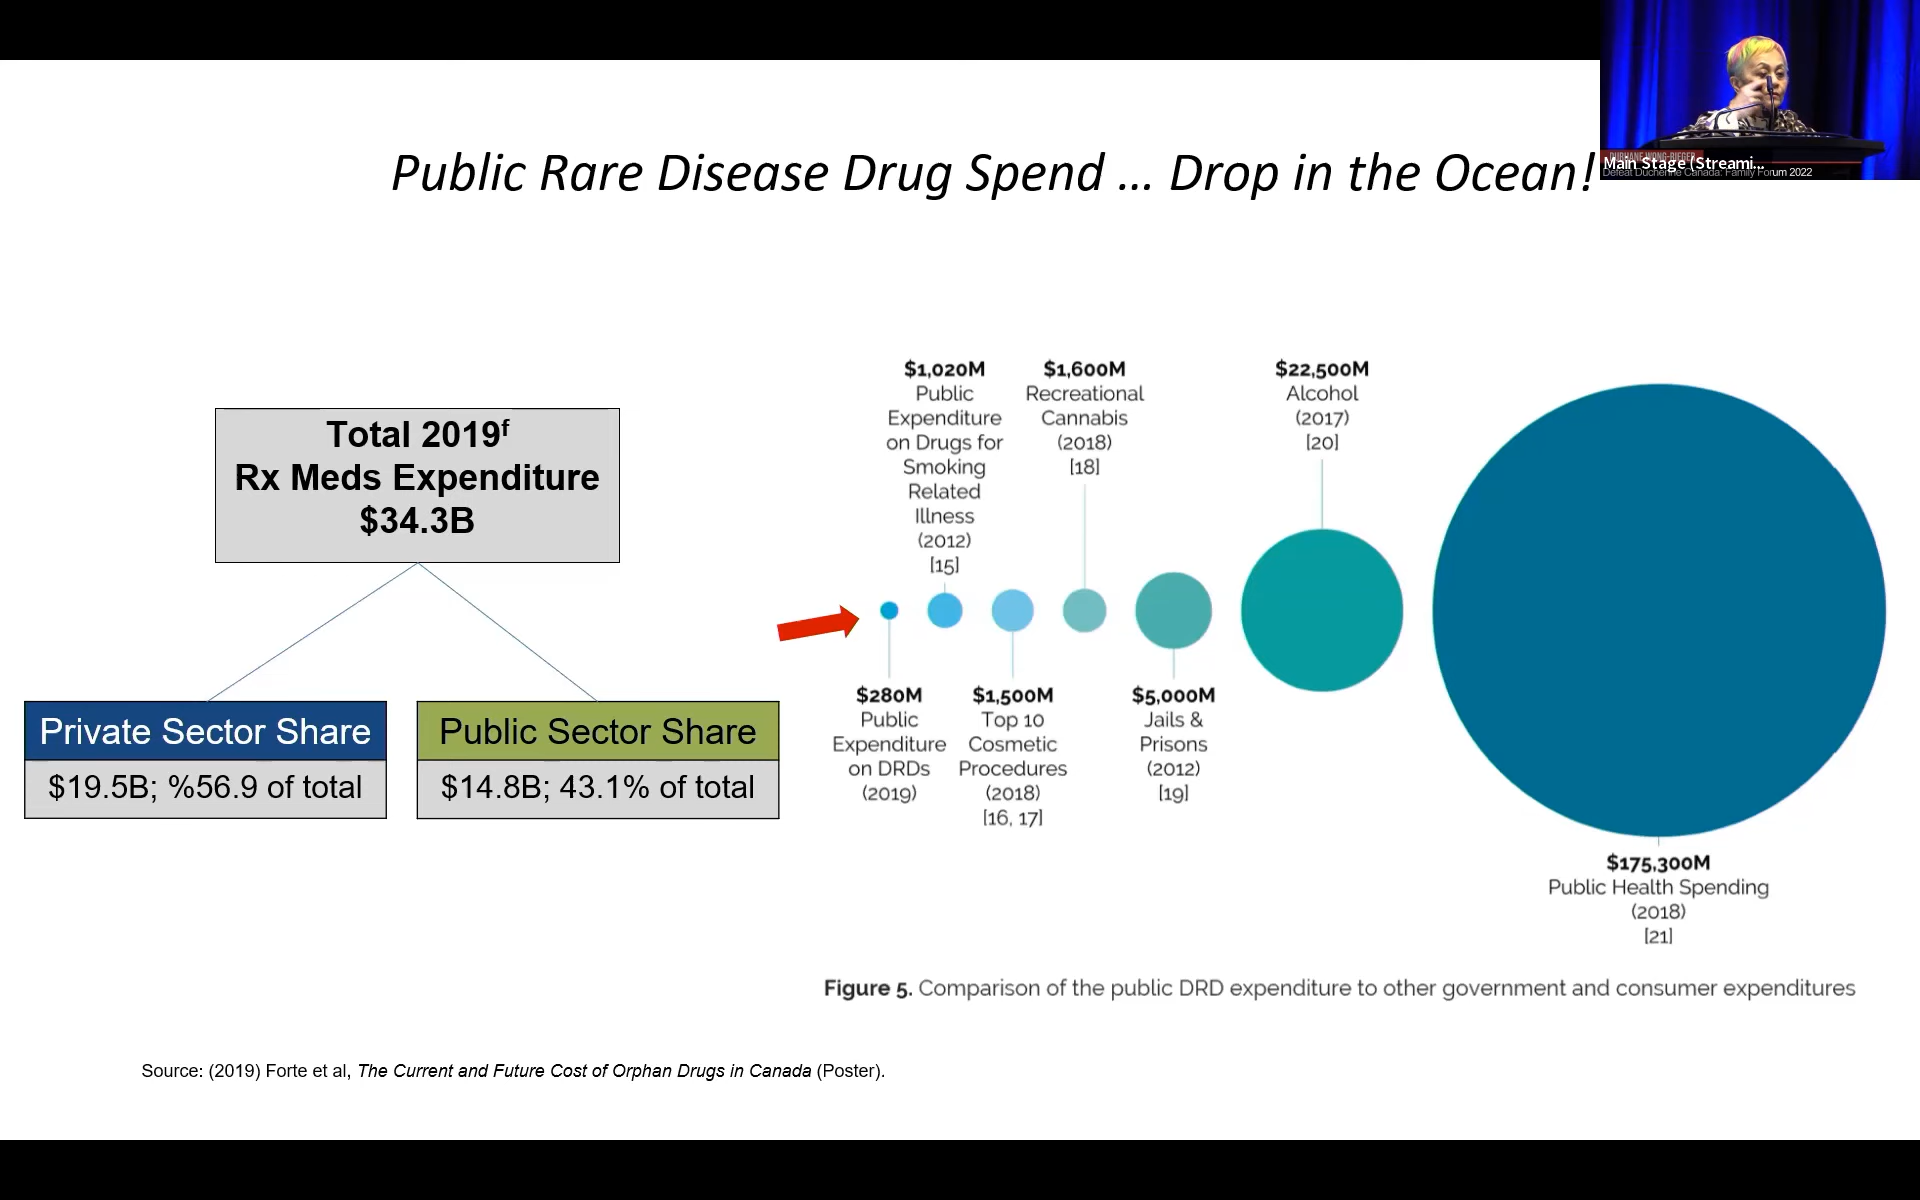 Public Rare Disease Drug Spend ... Drop in the Ocean!
DURHANE WONG-RIEGER
Main Stage (Streami...
Defeat Duchenne Canada: Family Forum 2022
Total 2019f
Rx Meds Expenditure
$34.3B
Private Sector Share
$19.5B; %56.9 of total
Public Sector Share
$14.8B; 43.1% of total
$1,020M
Public
Expenditure
on Drugs for
Smoking
Related
Illness
(2012)
[15]
$1,600M
Recreational
Cannabis
(2018)
[18]
$22,500M
Alcohol
(2017)
[20]
$280M
Public
Expenditure
on DRDs
(2019)
$1,500M
Top 10
Cosmetic
Procedures
(2018)
[16, 17]
$5,000M
Jails &
Prisons
(2012)
[19]
$175,300M
Public Health Spending
(2018)
[21]
Figure 5. Comparison of the public DRD expenditure to other government and consumer expenditures
Source: (2019) Forte et al, The Current and Future Cost of Orphan Drugs in Canada (Poster).